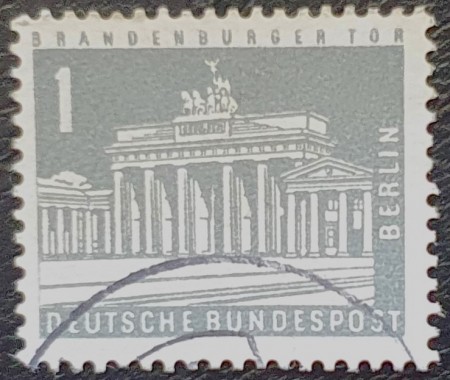 BRANDENBURGER TOR
1
BERLIN
DEUTSCHE BUNDESPOST